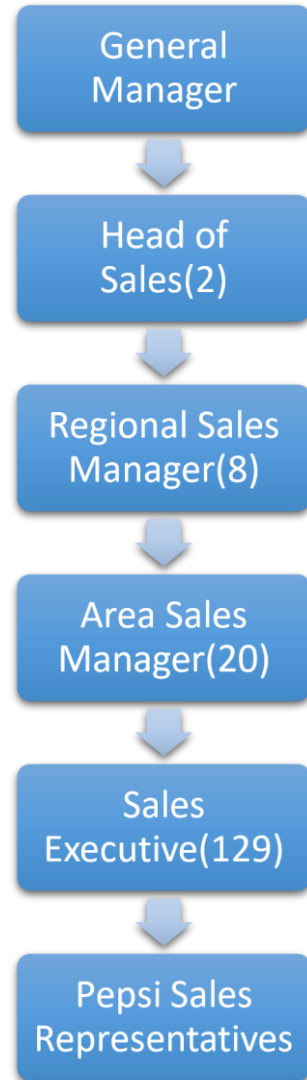 General
Manager
Head of
Sales(2)
Regional Sales
Manager(8)
Area Sales
Manager(20)
Sales
Executive(129)
Pepsi Sales
Representatives